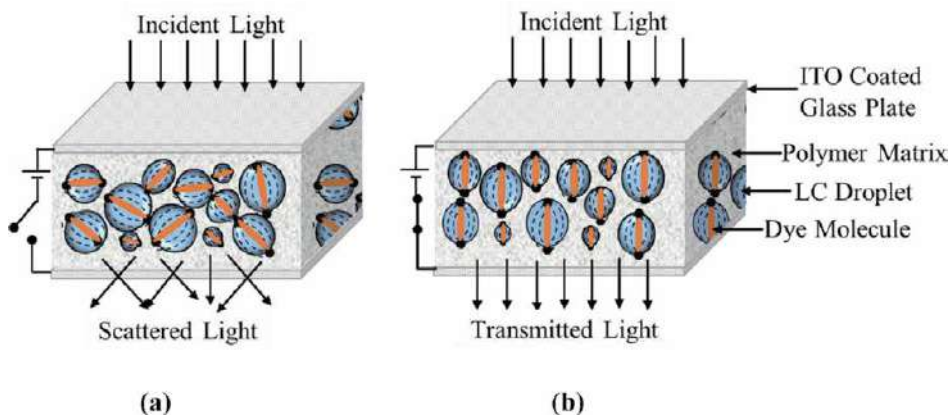 Incident Light
Scattered Light
(a)
Incident Light
Transmitted Light
(b)
ITO Coated
Glass Plate
Polymer Matrix
LC Droplet
Dye Molecule